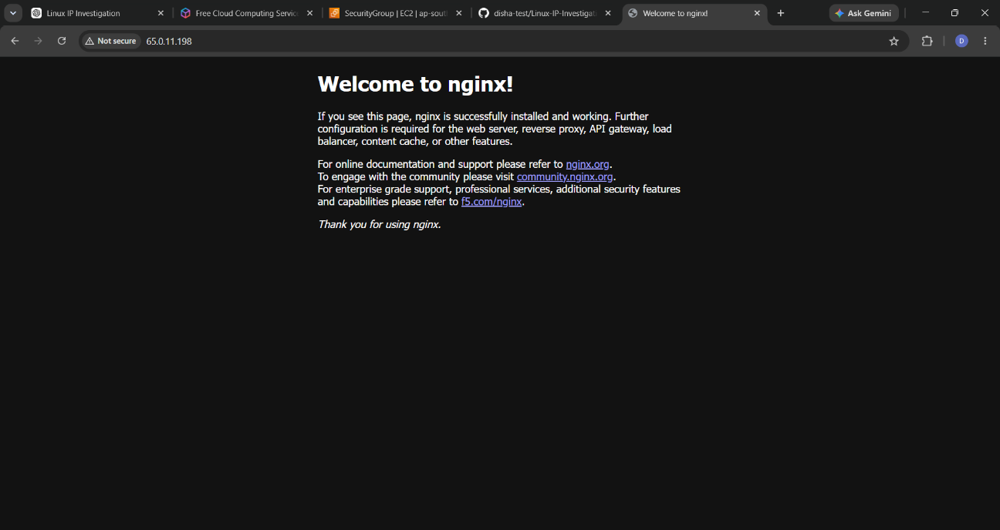 Linux IP Investigation
Free Cloud Computing Servic
SecurityGroup | EC2 | ap-sout
disha-test/Linux-IP-Investigat
Welcome to nginx!
Ask Gemini
Not secure
65.0.11.198
D
Welcome to nginx!
If you see this page, nginx is successfully installed and working. Further
configuration is required for the web server, reverse proxy, API gateway, load
balancer, content cache, or other features.
For online documentation and support please refer to nginx.org.
To engage with the community please visit community.nginx.org.
For enterprise grade support, professional services, additional security features
and capabilities please refer to f5.com/nginx.
Thank you for using nginx.